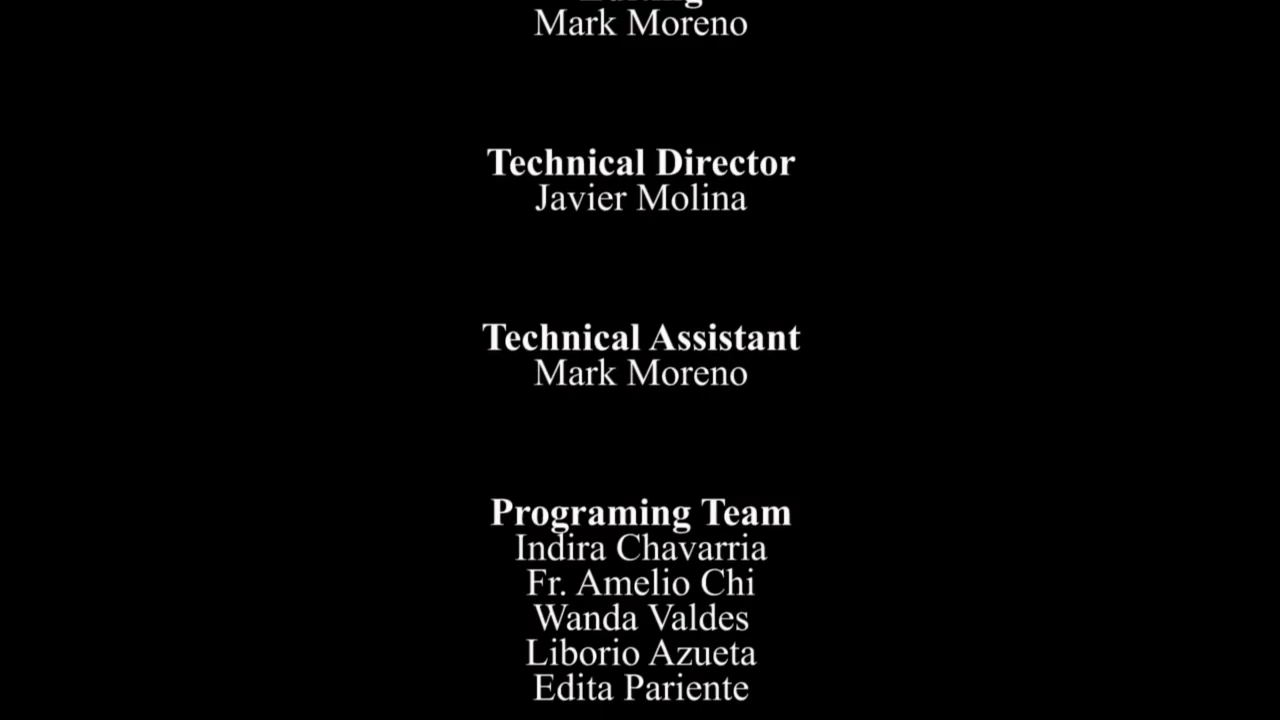 Mark Moreno
Technical Director
Javier Molina
Technical Assistant
Mark Moreno
Programing Team
Indira Chavarria
Fr. Amelio Chi
Wanda Valdes
Liborio Azueta
Edita Pariente